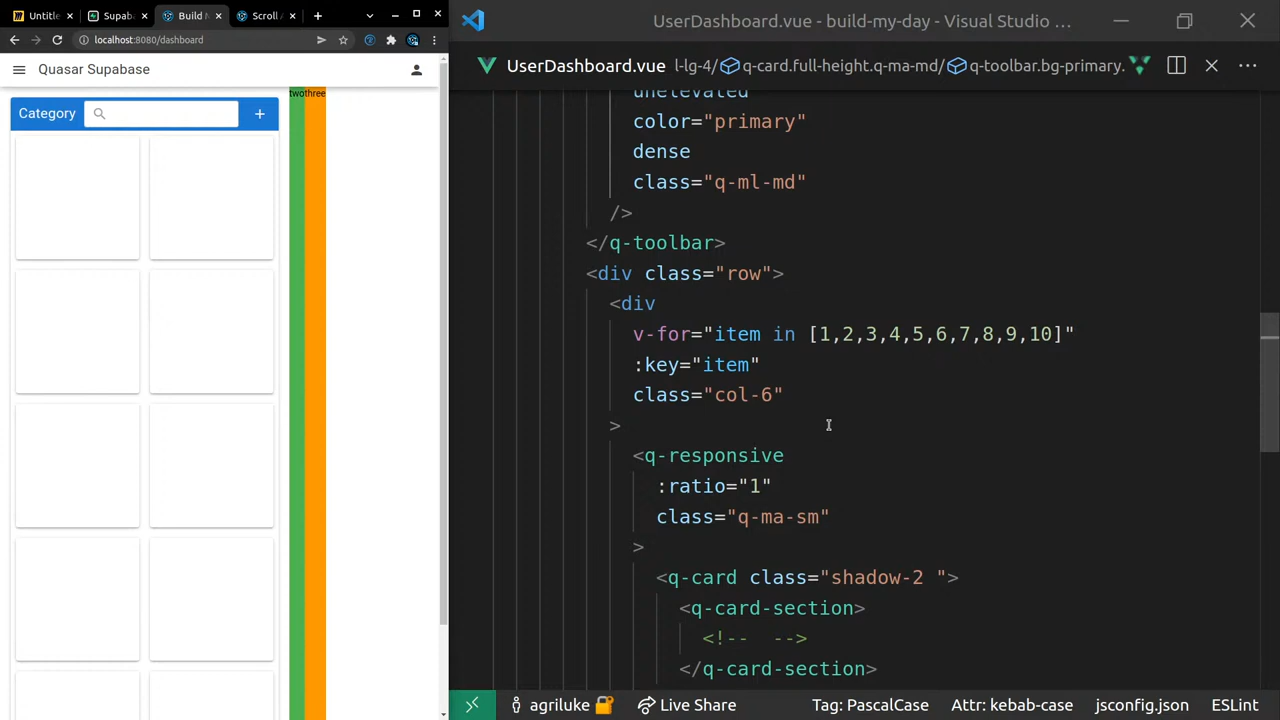 Untitle
Supaba
Build M
Scroll A
localhost:8080/dashboard
Quasar Supabase
Category
twothree
UserDashboard.vue - build-my-day - Visual Studio ...
UserDashboard.vue l-lg-4/ q-card.full-height.q-ma-md/ q-toolbar.bg-primary.
unelevated
color="primary"
dense
class="q-ml-md"
/>
</q-toolbar>
<div class="row">
<div
v-for="item in [1,2,3,4,5,6,7,8,9,10]"
:key="item"
class="col-6"
>
<q-responsive
:ratio="1"
class="q-ma-sm"
>
<q-card class="shadow-2 ">
<q-card-section>
<!--  -->
</q-card-section>
agriluke Live Share Tag: PascalCase Attr: kebab-case jsconfig.json ESLint